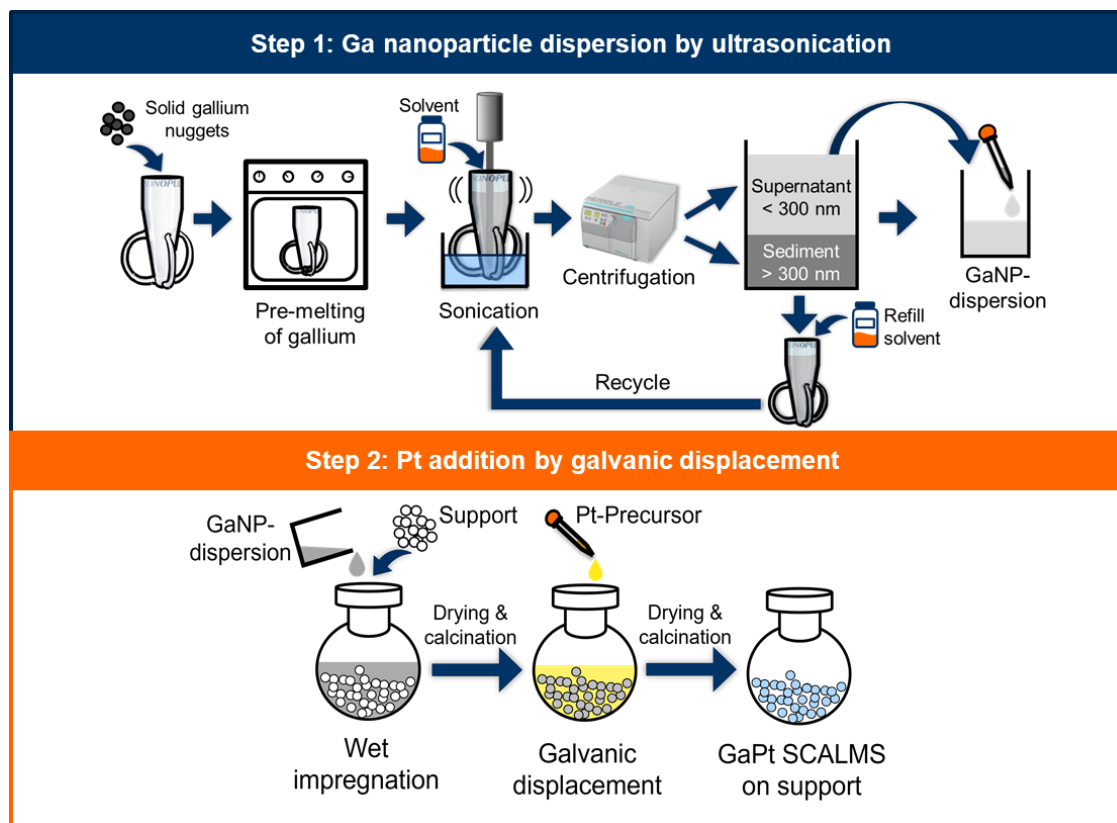 Step 1: Ga nanoparticle dispersion by ultrasonication
Solid gallium
nuggets
Solvent
Supernatant
< 300 nm
Sediment
> 300 nm
Centrifugation
GaNP-
dispersion
Pre-melting
of gallium
Sonication
Refill
solvent
Recycle
Step 2: Pt addition by galvanic displacement
GaNP-
dispersion
Support
Pt-Precursor
Drying &
calcination
Drying &
calcination
Wet
impregnation
Galvanic
displacement
GaPt SCALMS
on support